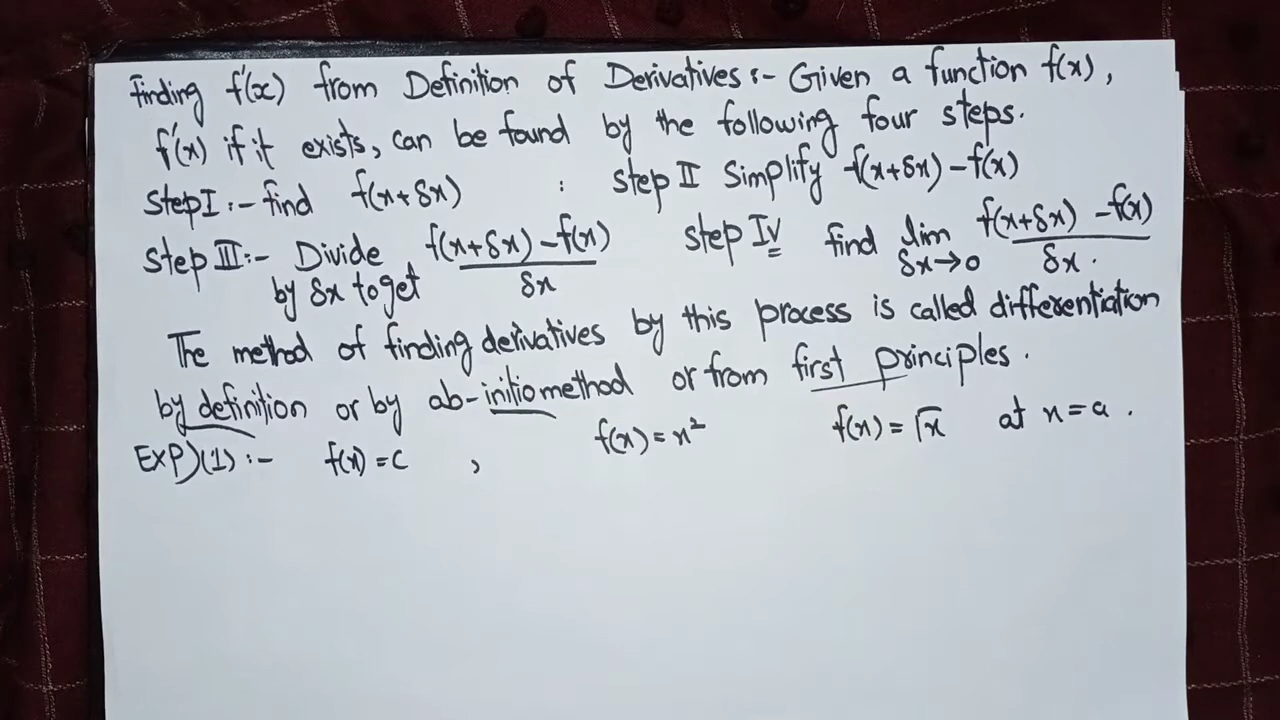 Finding f'(x) from Definition of Derivatives :- Given a function f(x),
f'(x) if it exists, can be found by the following four steps.
step I :- find f(x+δx) : step II Simplify f(x+δx) - f(x)
step III :- Divide f(x+δx) - f(x) / δx step IV find lim δx→0 f(x+δx) - f(x) / δx.
by δx to get
The method of finding derivatives by this process is called differentiation
by definition or by ab-initio method or from first principles.
EXP)(1) :- f(x) = c , f(x) = x² f(x) = √x at x = a .